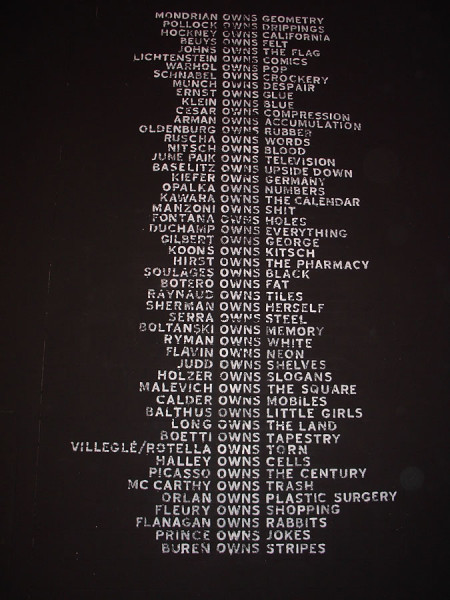 MONDRIAN OWNS GEOMETRY
POLLOCK OWNS DRIPPINGS
HOCKNEY OWNS CALIFORNIA
BEUYS OWNS FELT
JOHNS OWNS THE FLAG
LICHTENSTEIN OWNS COMICS
WARHOL OWNS POP
SCHNABEL OWNS CROCKERY
MUNCH OWNS DESPAIR
ERNST OWNS GLUE
KLEIN OWNS BLUE
CESAR OWNS COMPRESSION
ARMAN OWNS ACCUMULATION
OLDENBURG OWNS RUBBER
RUSCHA OWNS WORDS
NITSCH OWNS BLOOD
JUNE PAIK OWNS TELEVISION
BASELITZ OWNS UPSIDE DOWN
KIEFER OWNS GERMANY
OPALKA OWNS NUMBERS
KAWARA OWNS THE CALENDAR
MANZONI OWNS SHIT
FONTANA OWNS HOLES
DUCHAMP OWNS EVERYTHING
GILBERT OWNS GEORGE
KOONS OWNS KITSCH
HIRST OWNS THE PHARMACY
SOULAGES OWNS BLACK
BOTERO OWNS FAT
RAYNAUD OWNS TILES
SHERMAN OWNS HERSELF
SERRA OWNS STEEL
BOLTANSKI OWNS MEMORY
RYMAN OWNS WHITE
FLAVIN OWNS NEON
JUDD OWNS SHELVES
HOLZER OWNS SLOGANS
MALEVICH OWNS THE SQUARE
CALDER OWNS MOBILES
BALTHUS OWNS LITTLE GIRLS
LONG OWNS THE LAND
BOETTI OWNS TAPESTRY
VILLEGLÉ/ROTELLA OWNS TORN
HALLEY OWNS CELLS
PICASSO OWNS THE CENTURY
MC CARTHY OWNS TRASH
ORLAN OWNS PLASTIC SURGERY
FLEURY OWNS SHOPPING
FLANAGAN OWNS RABBITS
PRINCE OWNS JOKES
BUREN OWNS STRIPES